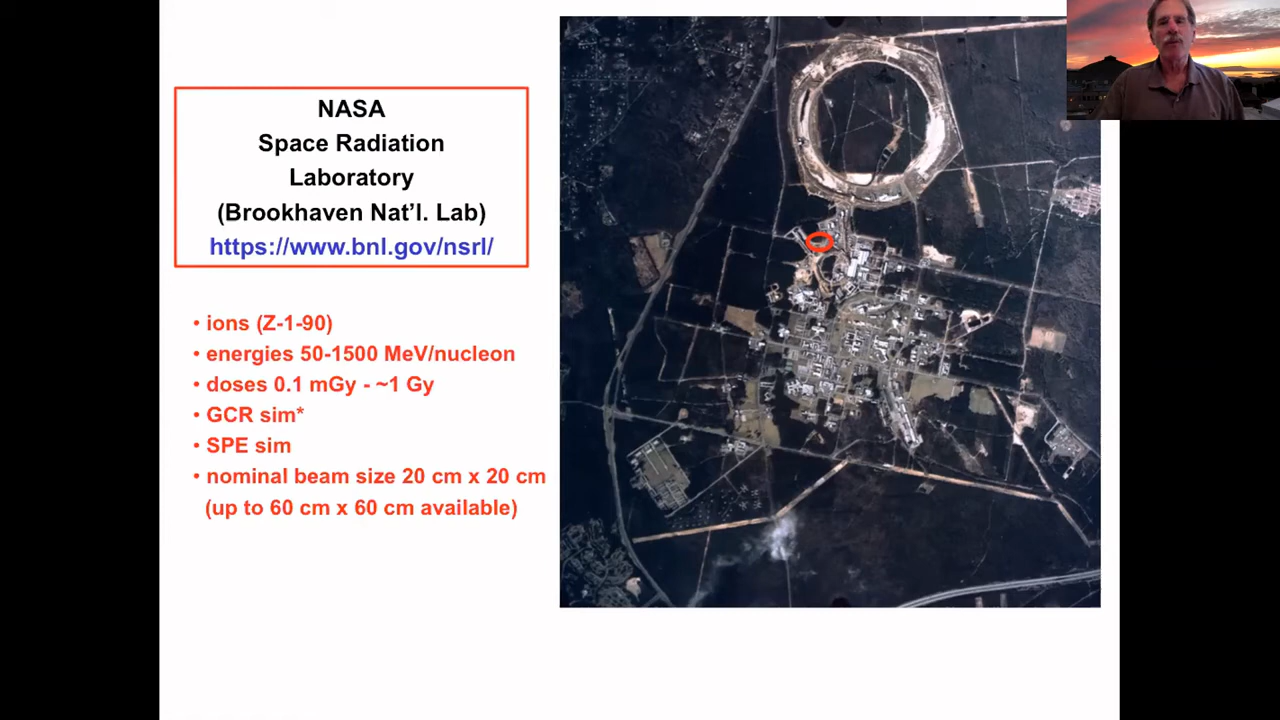 NASA
Space Radiation
Laboratory
(Brookhaven Nat'l. Lab)
https://www.bnl.gov/nsrl/
• ions (Z-1-90)
• energies 50-1500 MeV/nucleon
• doses 0.1 mGy - ~1 Gy
• GCR sim*
• SPE sim
• nominal beam size 20 cm x 20 cm
(up to 60 cm x 60 cm available)